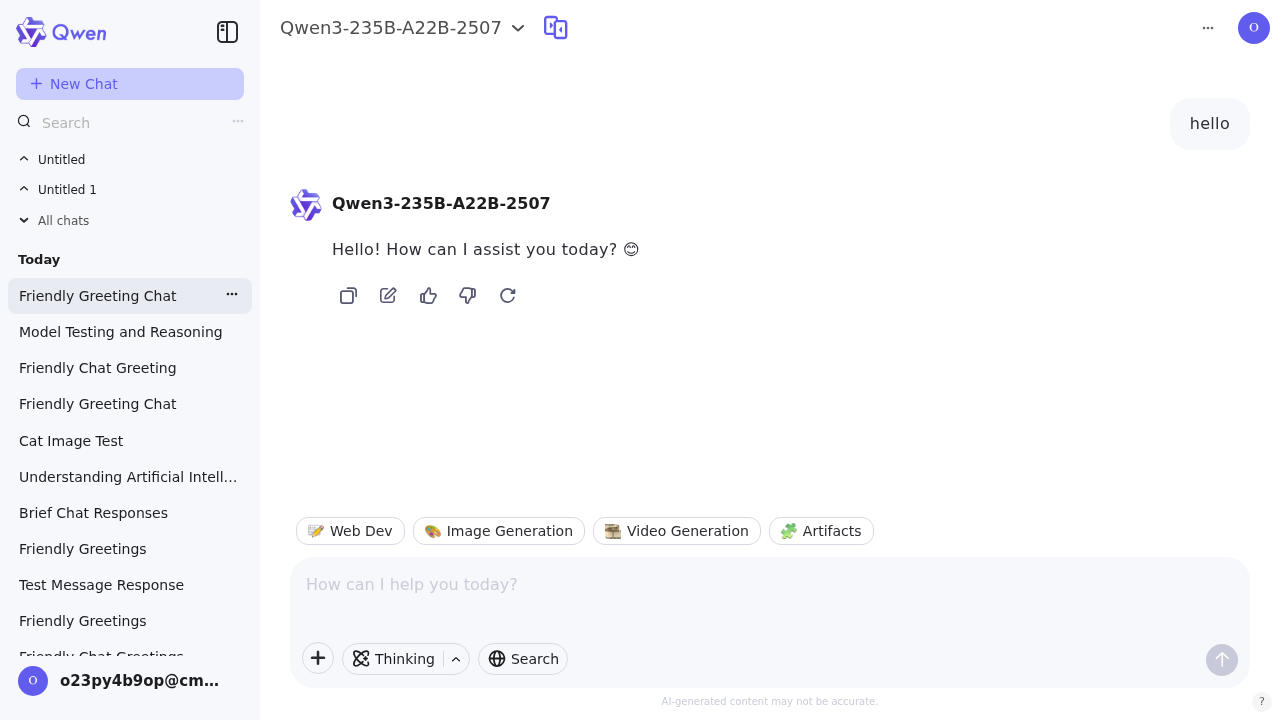 Qwen
New Chat
Search
Untitled
Untitled 1
All chats
Today
Friendly Greeting Chat
Model Testing and Reasoning
Friendly Chat Greeting
Friendly Greeting Chat
Cat Image Test
Understanding Artificial Intell...
Brief Chat Responses
Friendly Greetings
Test Message Response
Friendly Greetings
Friendly Chat Greetings
O o23py4b9op@cm...
Qwen3-235B-A22B-2507
O
hello
Qwen3-235B-A22B-2507
Hello! How can I assist you today? 😊
Web Dev Image Generation Video Generation Artifacts
How can I help you today?
Thinking Search
AI-generated content may not be accurate.
?